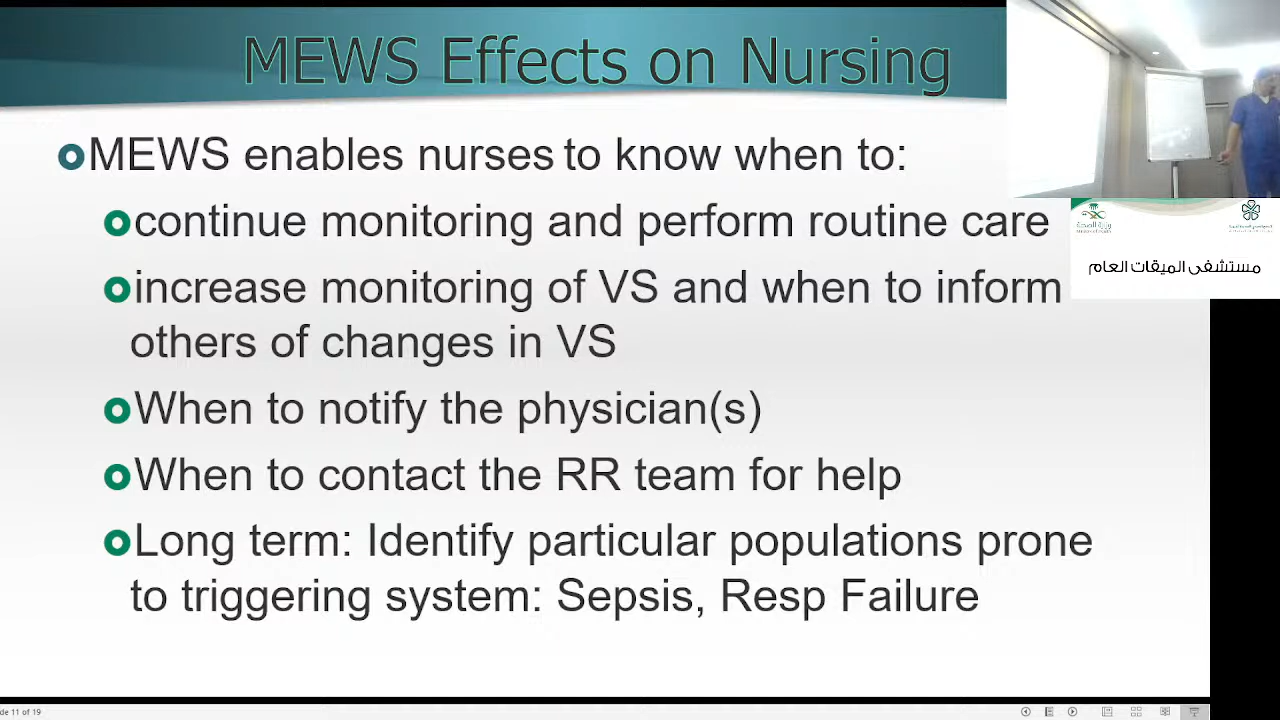 MEWS Effects on Nursing
MEWS enables nurses to know when to:
continue monitoring and perform routine care
increase monitoring of VS and when to inform
others of changes in VS
When to notify the physician(s)
When to contact the RR team for help
Long term: Identify particular populations prone
to triggering system: Sepsis, Resp Failure
وزارة الصحة
مستشفى الميقات العام
de 11 of 19